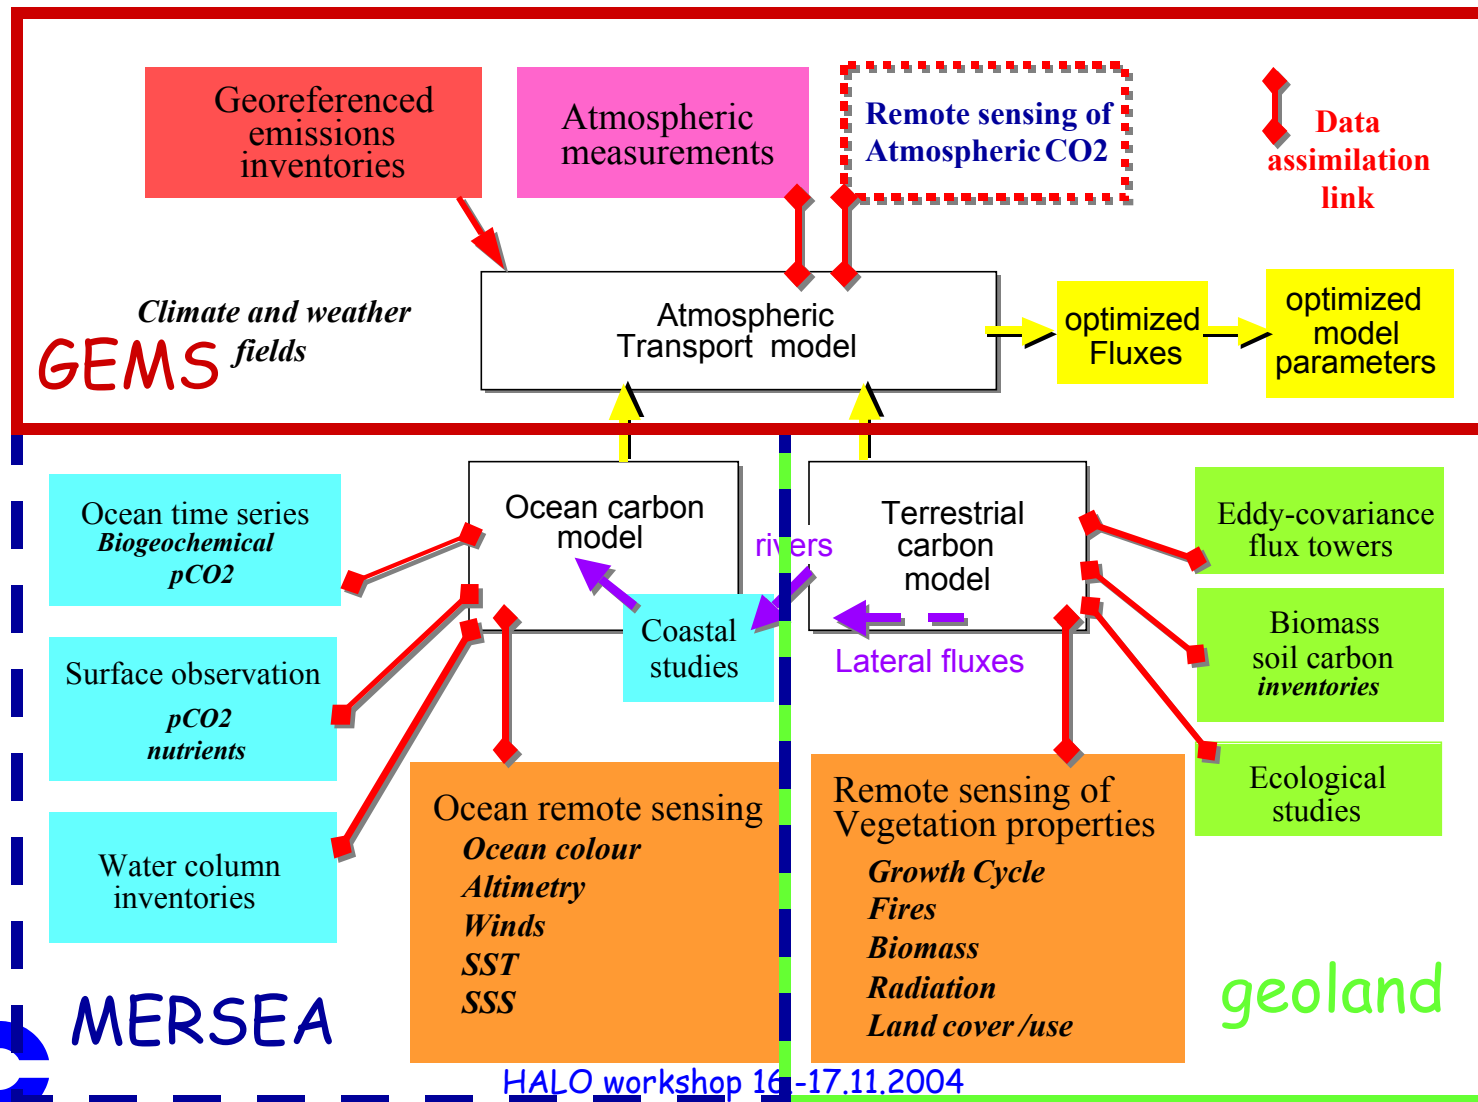 Georeferenced
emissions
inventories
Atmospheric
measurements
Remote sensing of
Atmospheric CO2
Data
assimilation
link
Climate and weather
fields
GEMS
Atmospheric
Transport model
optimized
Fluxes
optimized
model
parameters
Ocean time series
Biogeochemical
pCO2
Surface observation
pCO2
nutrients
Water column
inventories
MERSEA
Ocean carbon
model
rivers
Coastal
studies
Terrestrial
carbon
model
Lateral fluxes
Ocean remote sensing
Ocean colour
Altimetry
Winds
SST
SSS
Remote sensing of
Vegetation properties
Growth Cycle
Fires
Biomass
Radiation
Land cover /use
Eddy-covariance
flux towers
Biomass
soil carbon
inventories
Ecological
studies
geoland
HALO workshop 16.-17.11.2004